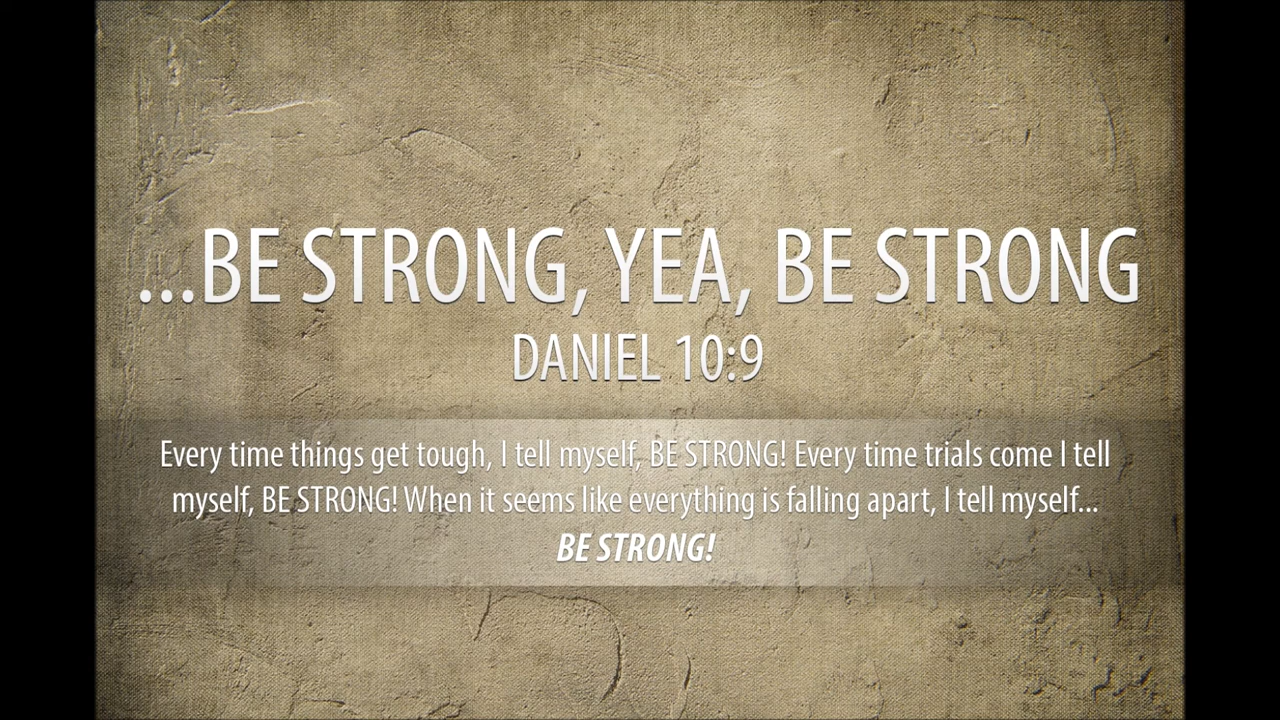 ...BE STRONG, YEA, BE STRONG
DANIEL 10:9
Every time things get tough, I tell myself, BE STRONG! Every time trials come I tell
myself, BE STRONG! When it seems like everything is falling apart, I tell myself...
BE STRONG!